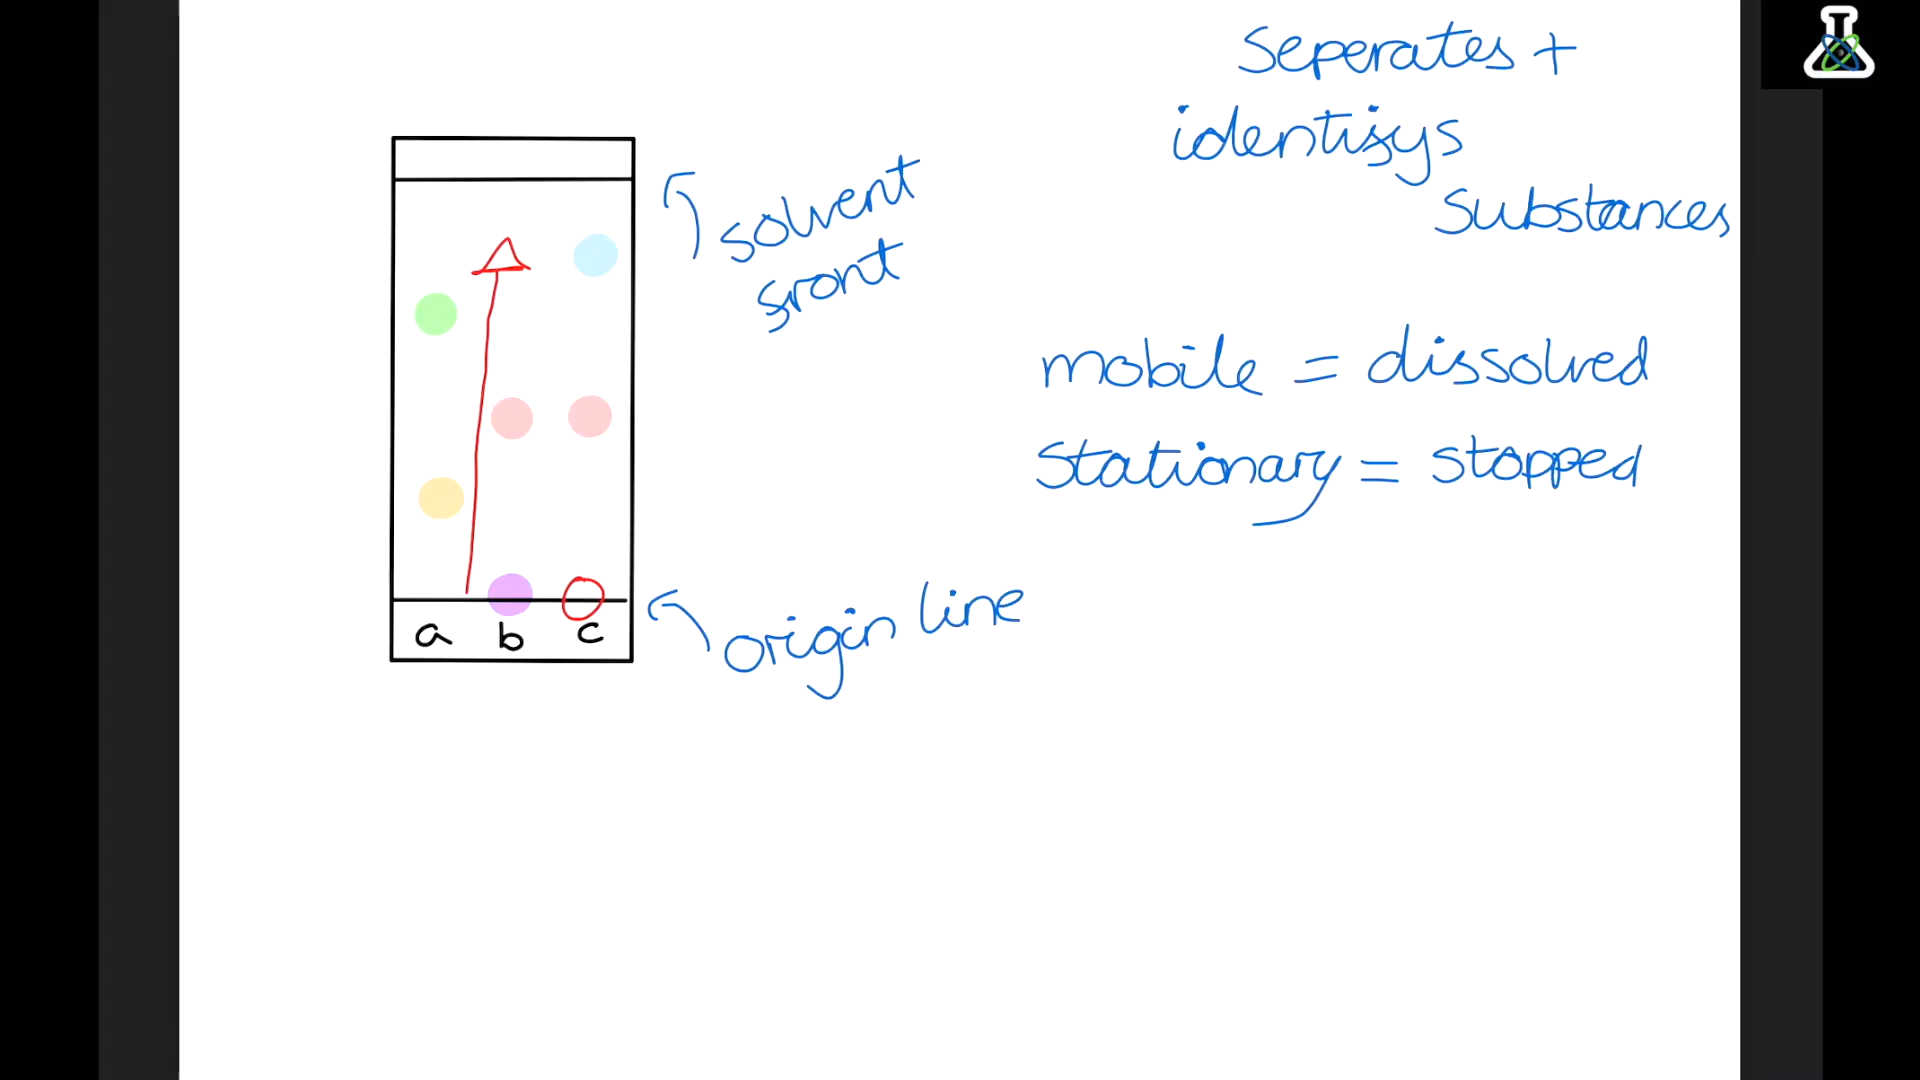 Seperates +
identifys
substances
solvent
front
mobile = dissolved
stationary = stopped
origin line
a b c